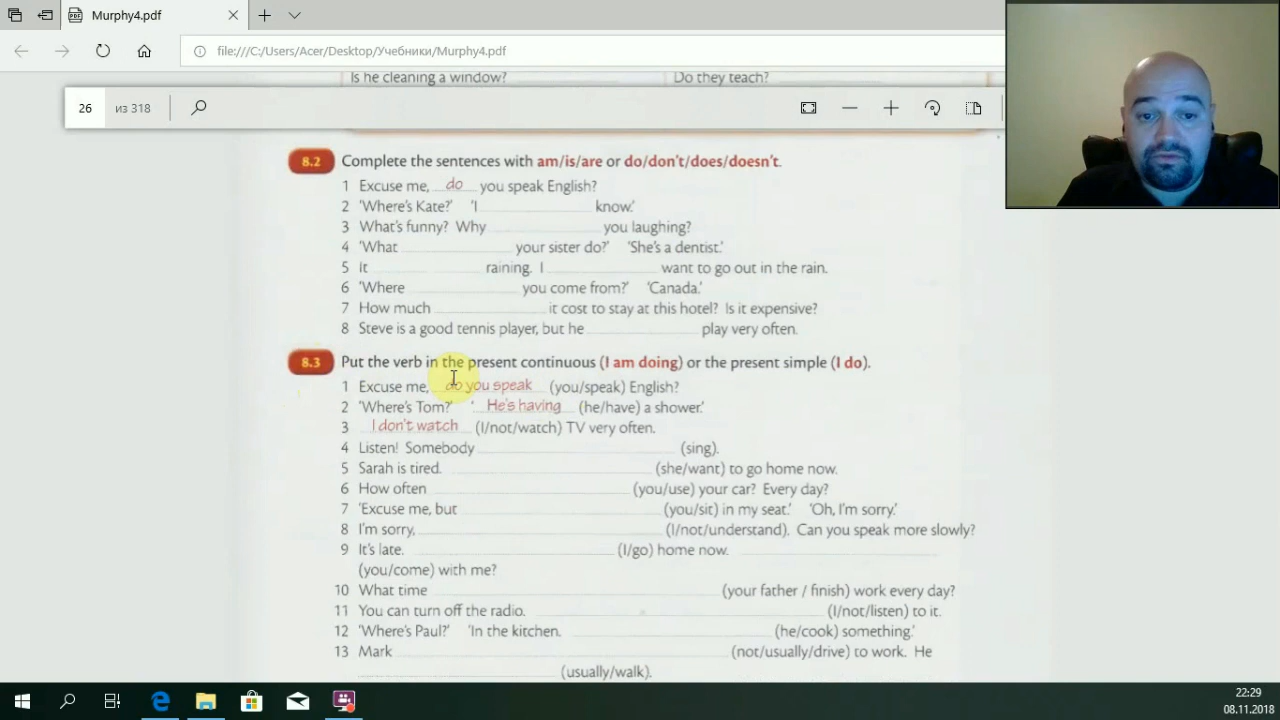 Murphy4.pdf
file:///C:/Users/Acer/Desktop/Учебники/Murphy4.pdf
Is he cleaning a window? Do they teach?
26 из 318
8.2 Complete the sentences with am/is/are or do/don't/does/doesn't.
1 Excuse me, do you speak English?
2 'Where's Kate?' 'I know.'
3 What's funny? Why you laughing?
4 'What your sister do?' 'She's a dentist.'
5 It raining. I want to go out in the rain.
6 'Where you come from?' 'Canada.'
7 How much it cost to stay at this hotel? Is it expensive?
8 Steve is a good tennis player, but he play very often.
8.3 Put the verb in the present continuous (I am doing) or the present simple (I do).
1 Excuse me, do you speak (you/speak) English?
2 'Where's Tom?' 'He's having (he/have) a shower.'
3 I don't watch (I/not/watch) TV very often.
4 Listen! Somebody (sing).
5 Sarah is tired. (she/want) to go home now.
6 How often (you/use) your car? Every day?
7 'Excuse me, but (you/sit) in my seat.' 'Oh, I'm sorry.'
8 I'm sorry, (I/not/understand). Can you speak more slowly?
9 It's late. (I/go) home now.
(you/come) with me?
10 What time (your father / finish) work every day?
11 You can turn off the radio. (I/not/listen) to it.
12 'Where's Paul?' 'In the kitchen. (he/cook) something.'
13 Mark (not/usually/drive) to work. He
(usually/walk).
22:29
08.11.2018